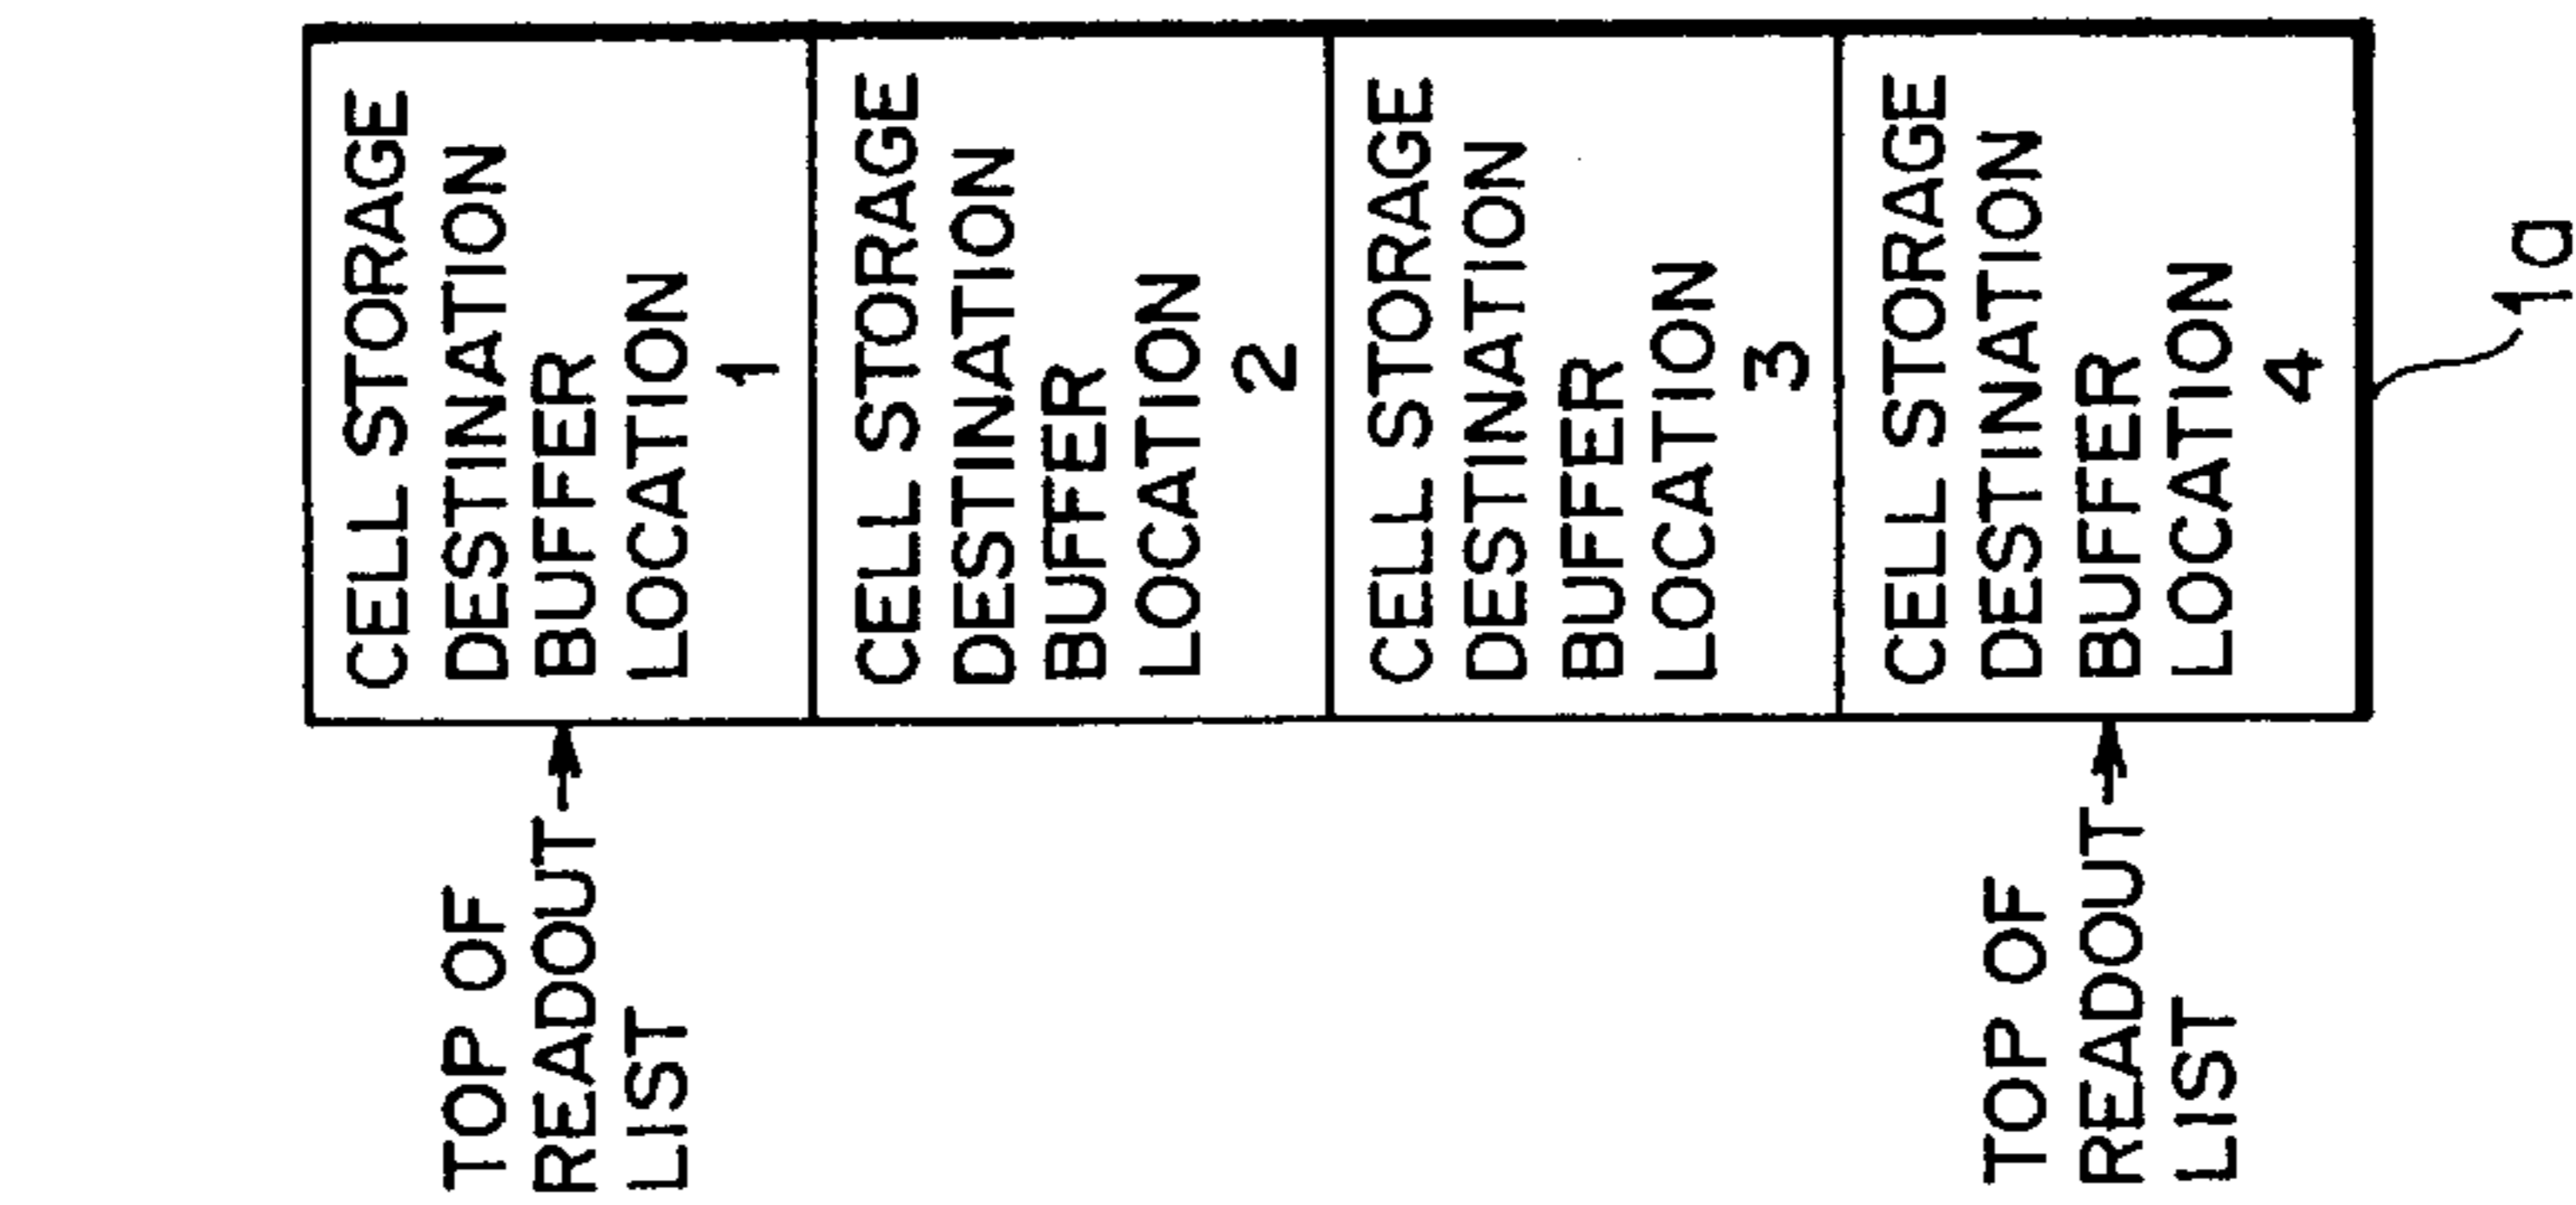 CELL STORAGE
DESTINATION
BUFFER
LOCATION
1
CELL STORAGE
DESTINATION
BUFFER
LOCATION
2
CELL STORAGE
DESTINATION
BUFFER
LOCATION
3
CELL STORAGE
DESTINATION
BUFFER
LOCATION
4
TOP OF
READOUT
LIST
TOP OF
READOUT
LIST
1a